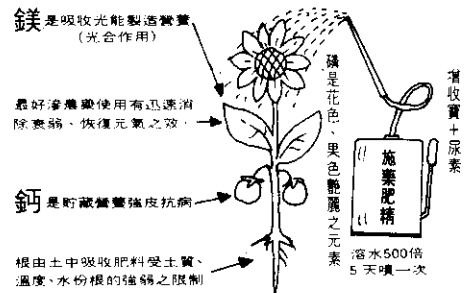 鎂是吸收光能製造營養
(光合作用)
最好滲農藥使用有迅速消
除衰弱、恢復元氣之效．
鈣是貯藏營養強皮抗病
根由土中吸收肥料受土質、
溫度、水份根的強弱之限制
磷是花色、果色艷麗之元素
施藥肥精
增收寶＋尿素
溶水500倍
5天噴一次